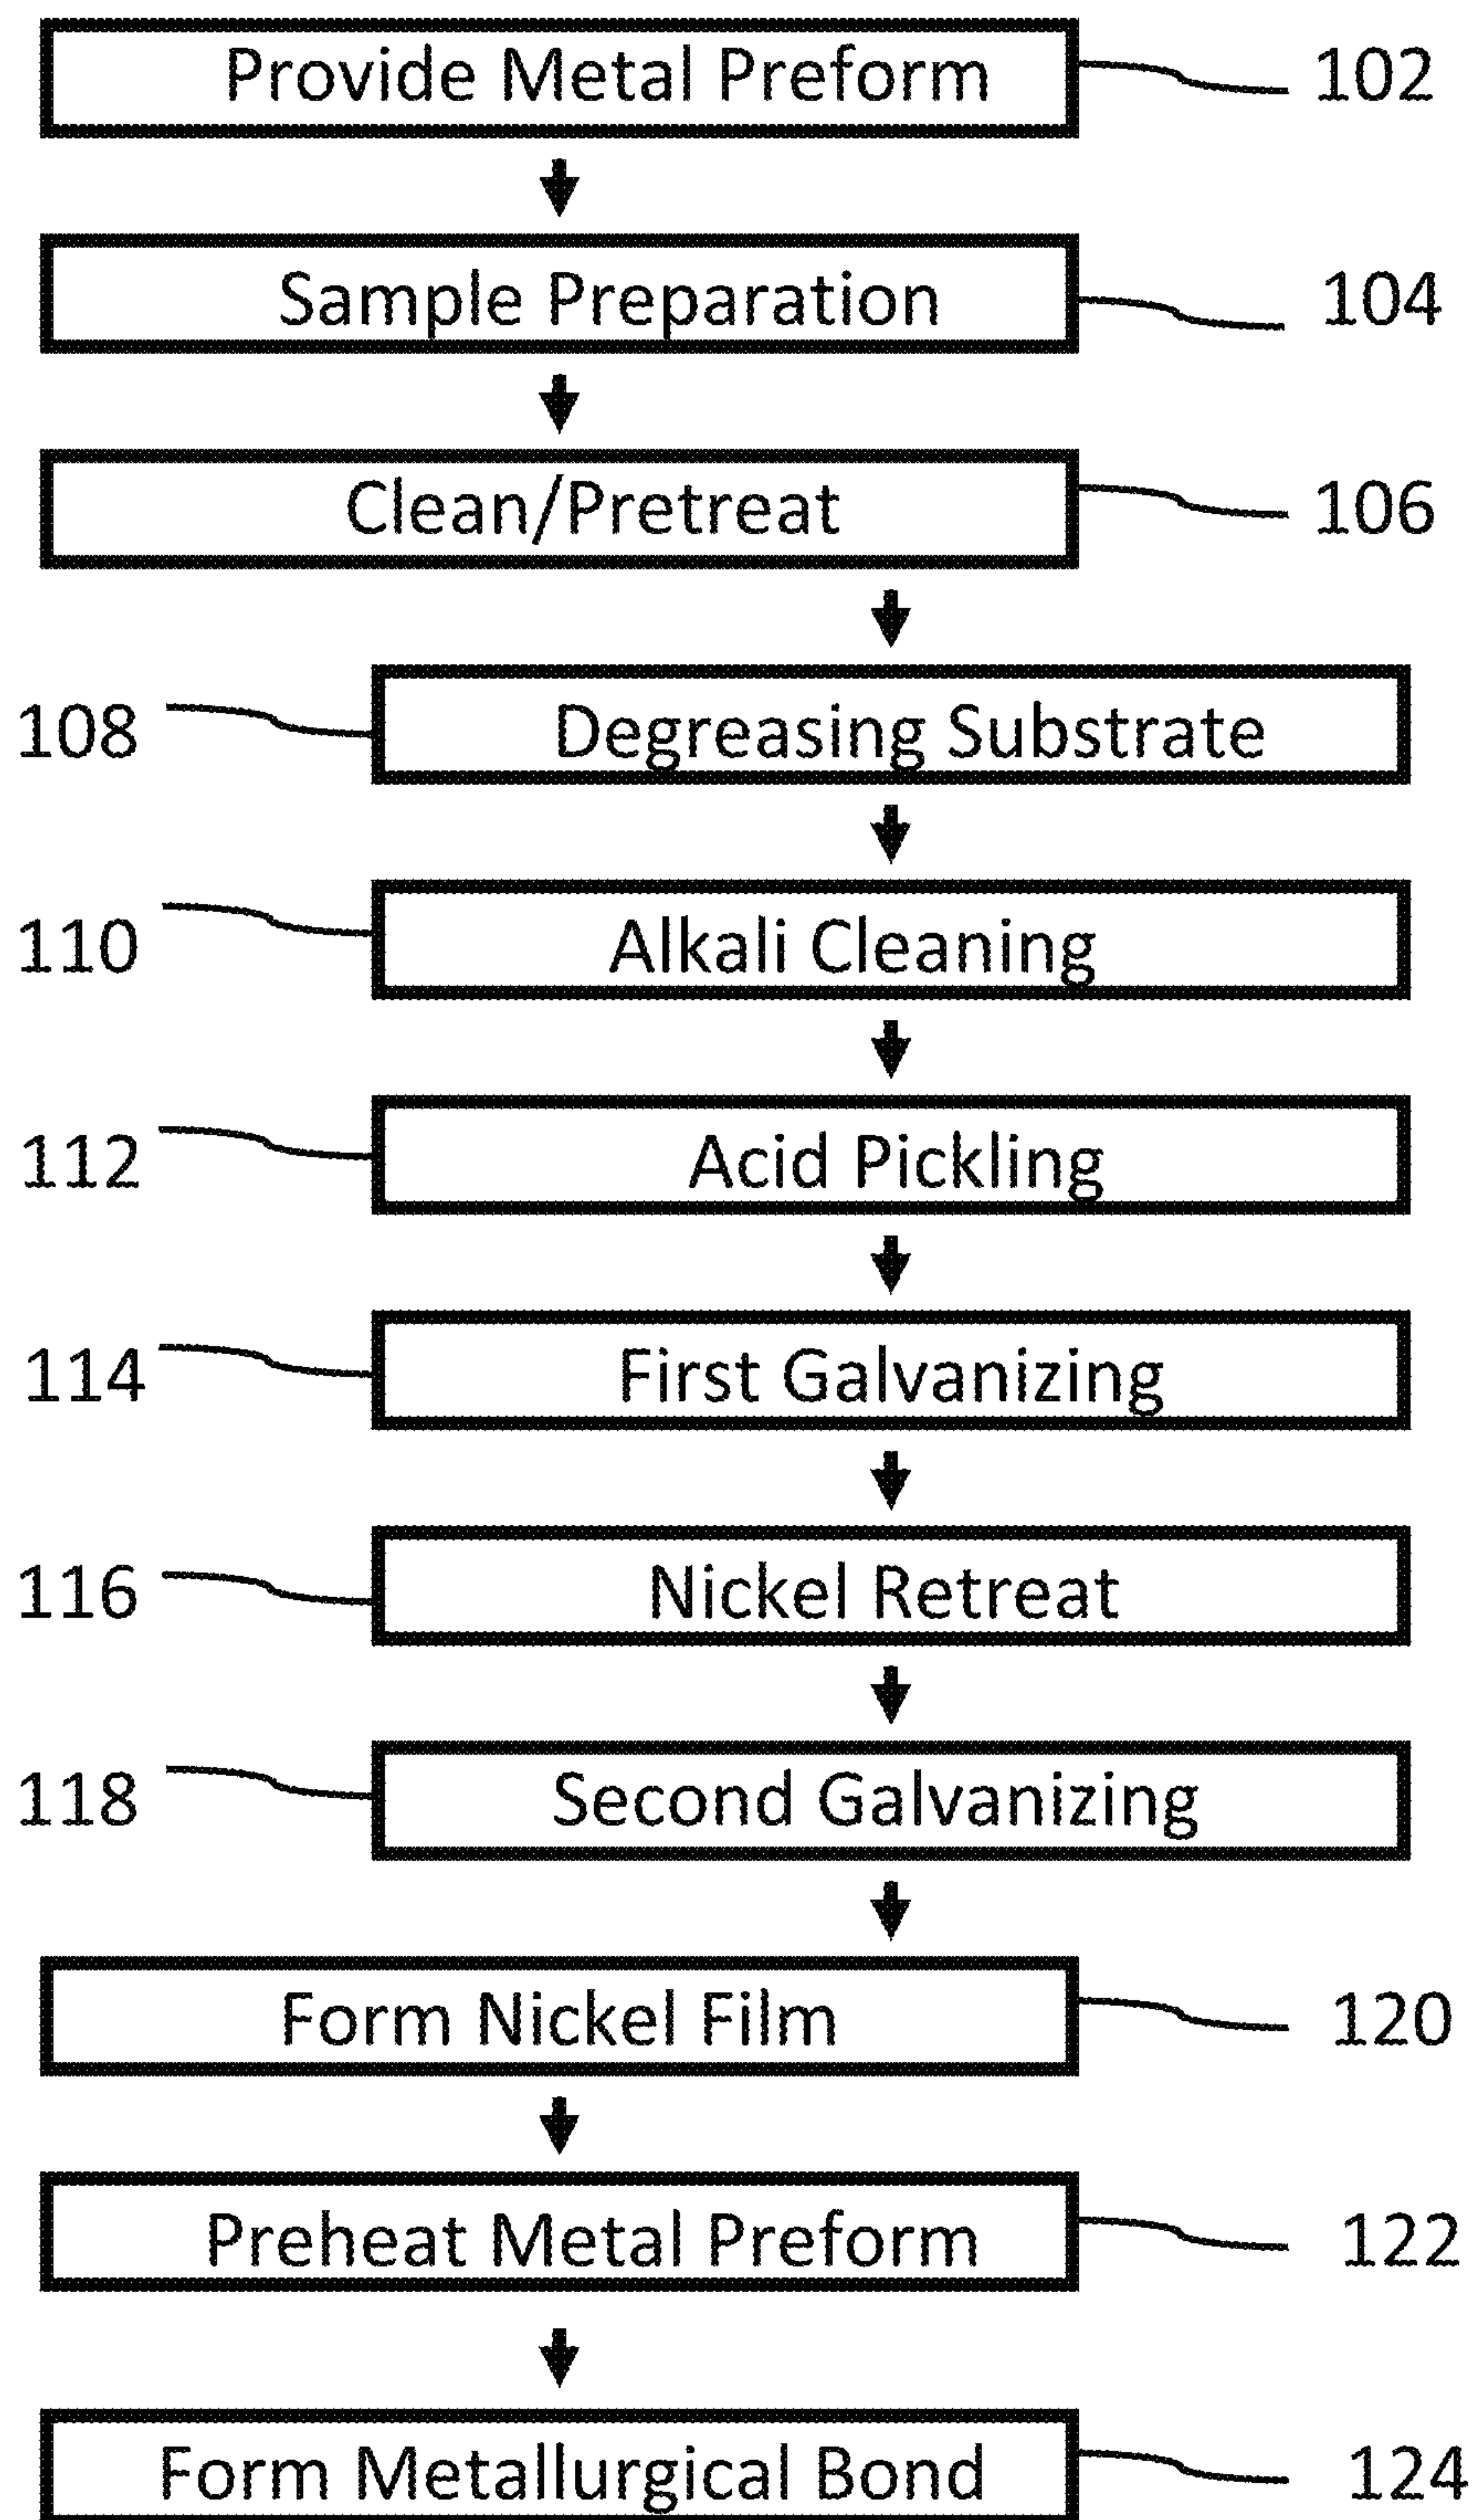 Provide Metal Preform 102
Sample Preparation 104
Clean/Pretreat 106
108 Degreasing Substrate
110 Alkali Cleaning
112 Acid Pickling
114 First Galvanizing
116 Nickel Retreat
118 Second Galvanizing
Form Nickel Film 120
Preheat Metal Preform 122
Form Metallurgical Bond 124